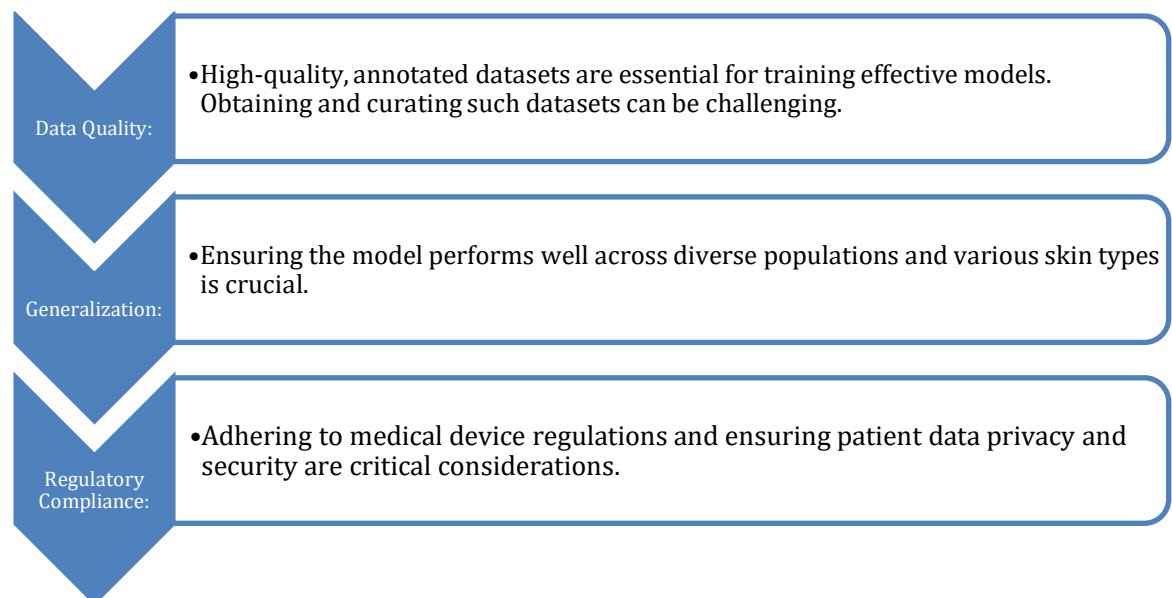 Data Quality:
•High-quality, annotated datasets are essential for training effective models.
Obtaining and curating such datasets can be challenging.
Generalization:
•Ensuring the model performs well across diverse populations and various skin types
is crucial.
Regulatory
Compliance:
•Adhering to medical device regulations and ensuring patient data privacy and
security are critical considerations.